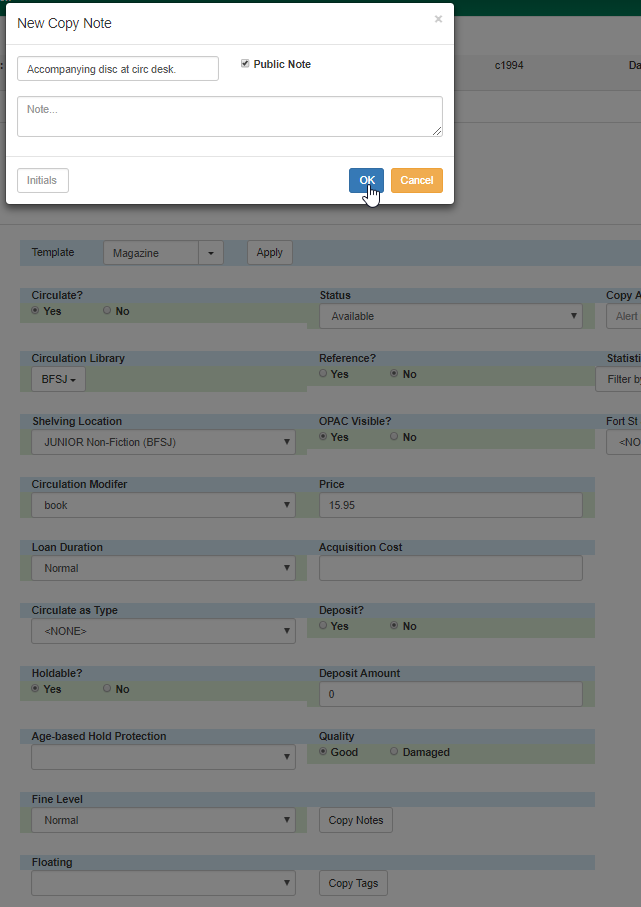 New Copy Note ×
Accompanying disc at circ desk. Public Note
c1994 Da
Note...
Initials OK Cancel
Template Magazine Apply
Circulate? Status Copy A
Yes No Available Alert
Circulation Library Reference? Statisti
BFSJ Yes No Filter by
Shelving Location OPAC Visible? Fort St
JUNIOR Non-Fiction (BFSJ) Yes No <NO
Circulation Modifer Price
book 15.95
Loan Duration Acquisition Cost
Normal
Circulate as Type Deposit?
<NONE> Yes No
Holdable? Deposit Amount
Yes No 0
Age-based Hold Protection Quality
Good Damaged
Fine Level
Normal Copy Notes
Floating
Copy Tags